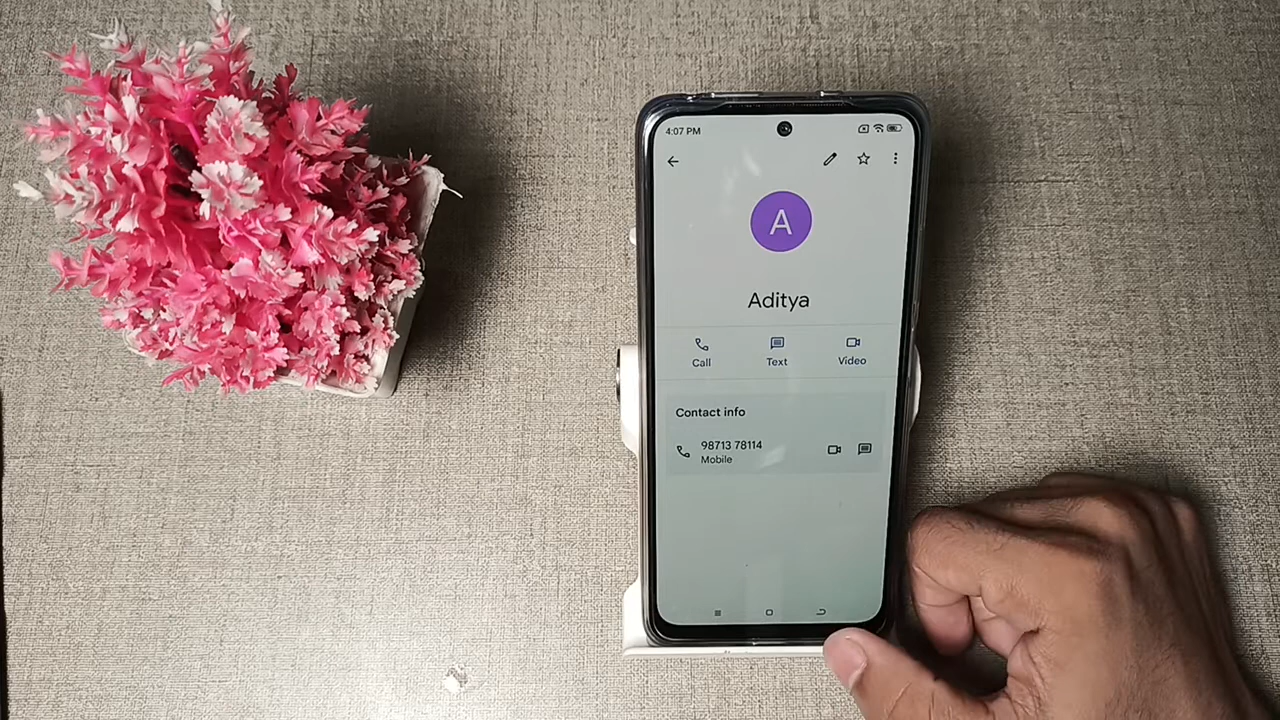 4:07 PM
A
Aditya
Call Text Video
Contact info
98713 78114
Mobile